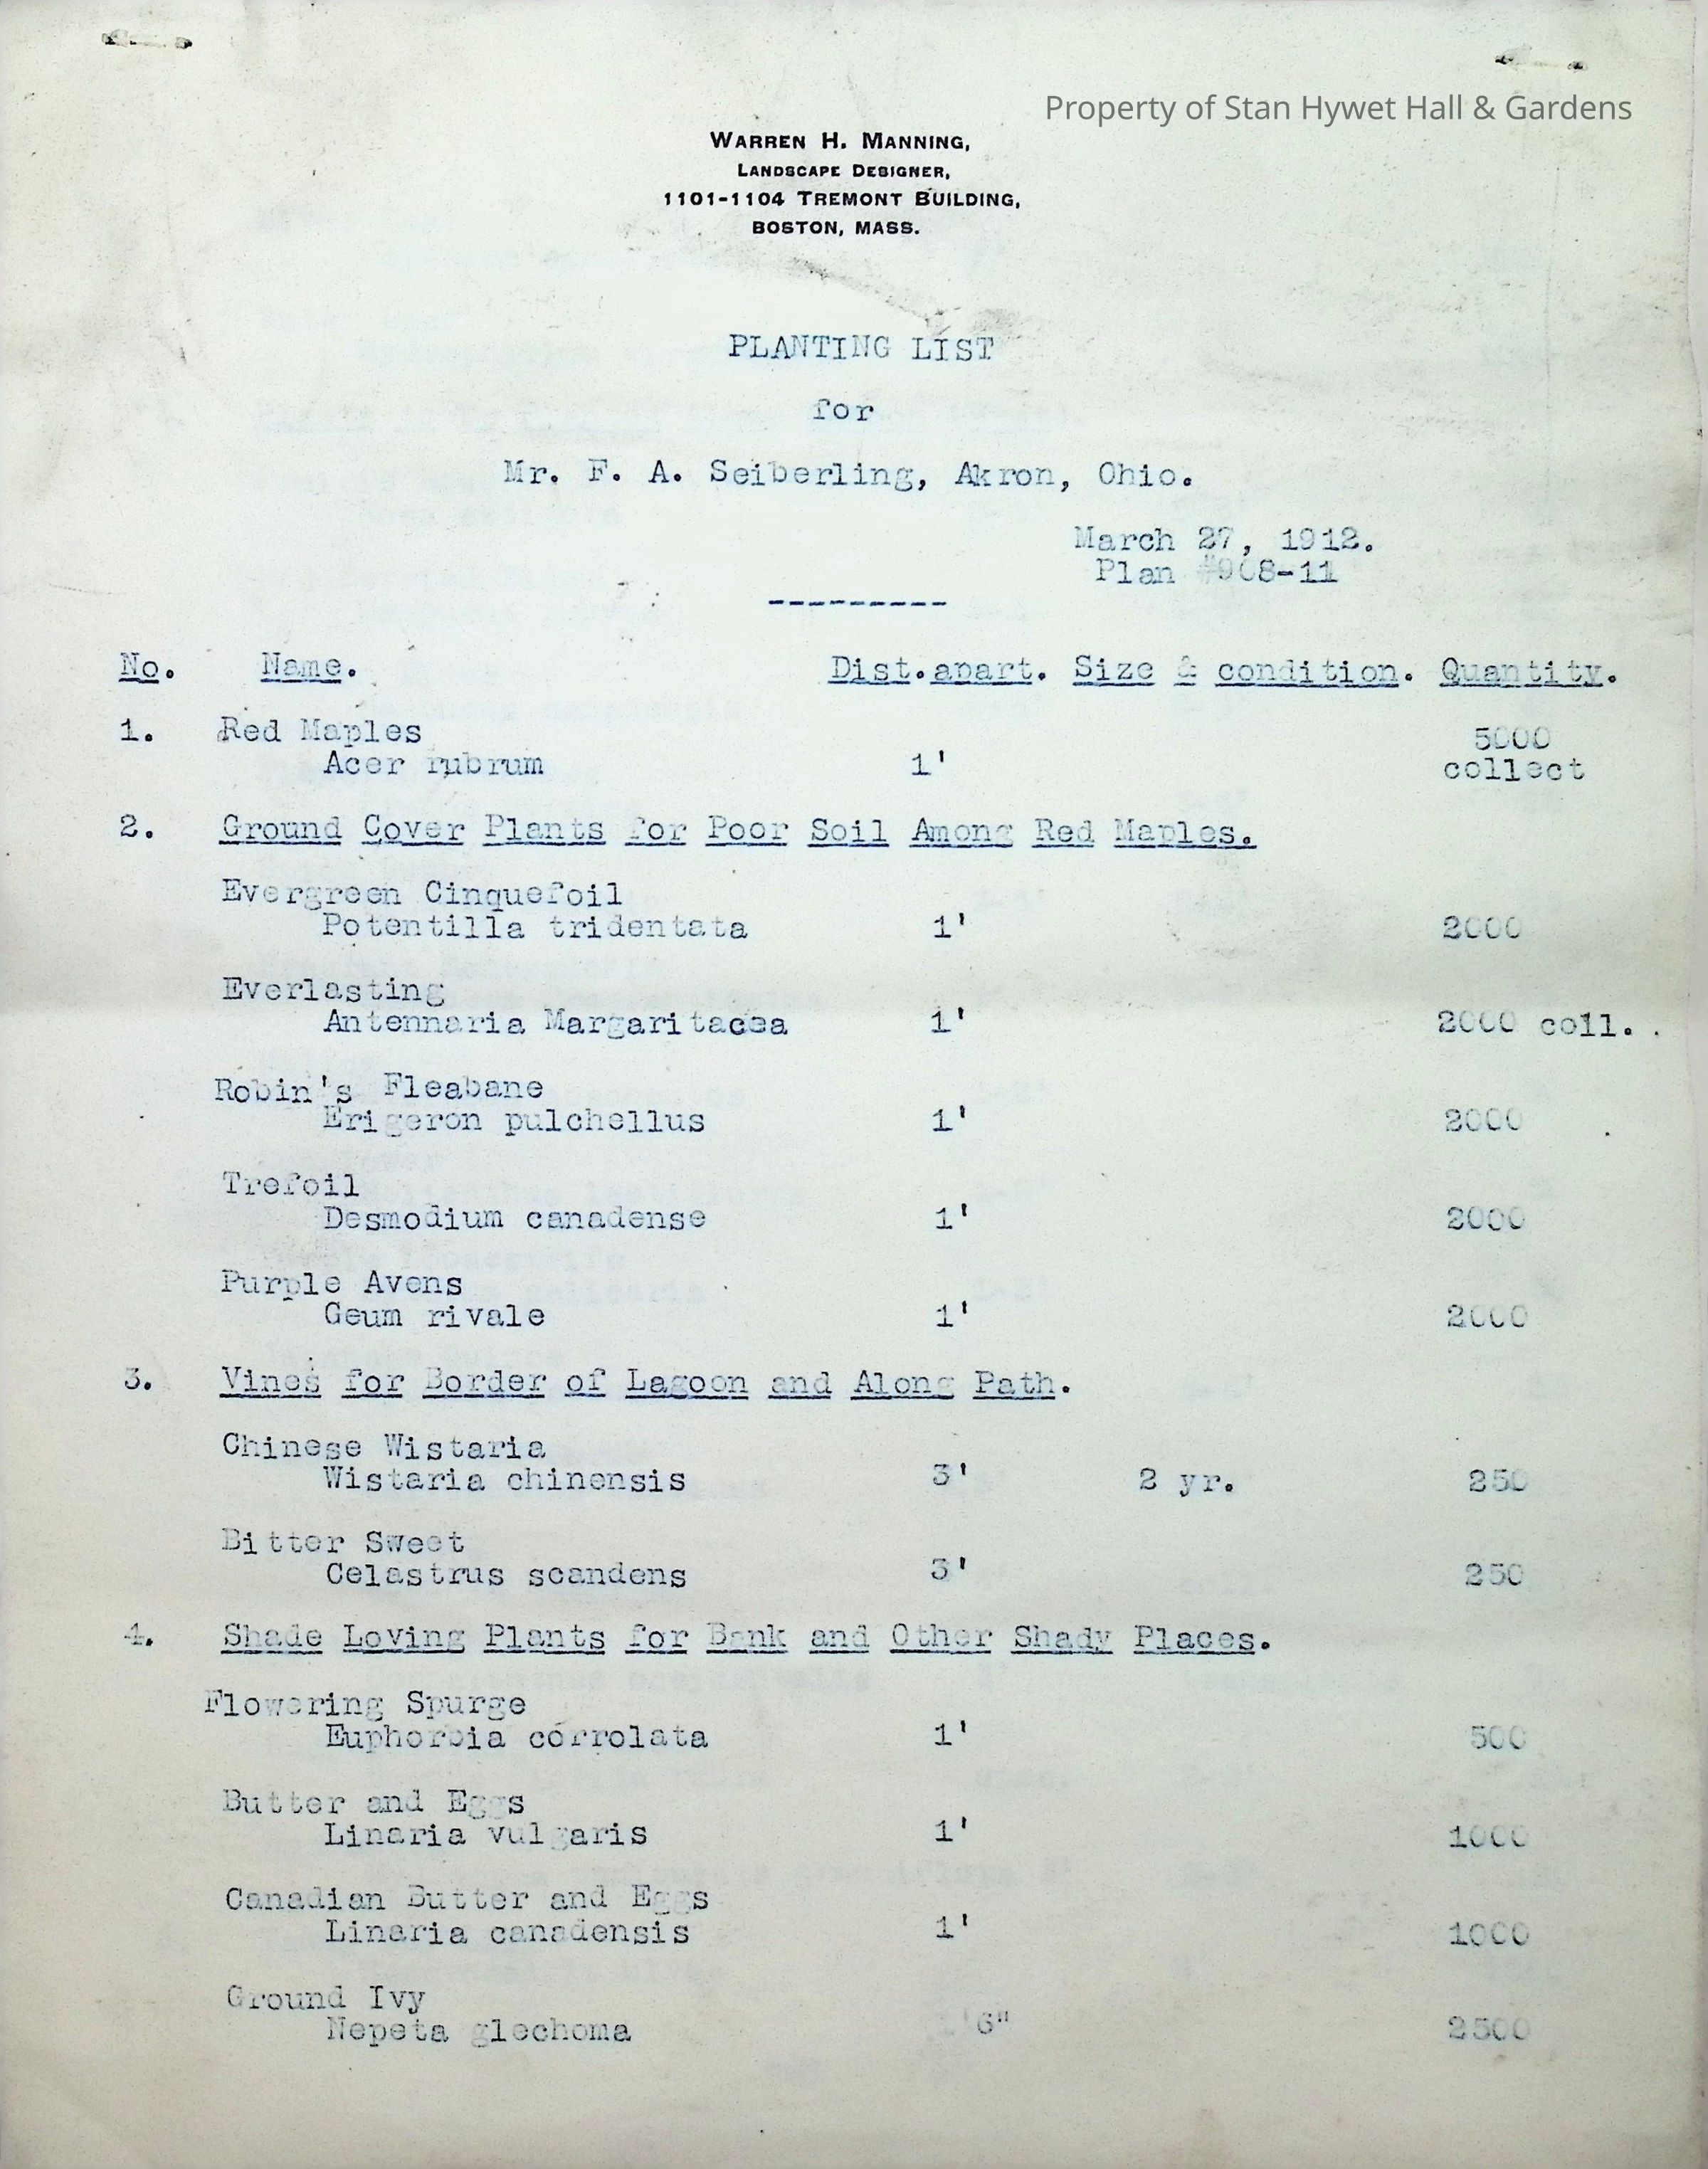 Property of Stan Hywet Hall & Gardens
WARREN H. MANNING,
LANDSCAPE DESIGNER,
1101-1104 TREMONT BUILDING,
BOSTON, MASS.
PLANTING LIST
for
Mr. F. A. Seiberling, Akron, Ohio.
March 27, 1912.
Plan #908-11
---------
No. Name. Dist.apart. Size & condition. Quantity.
1. Red Maples 5000
Acer rubrum 1' collect
2. Ground Cover Plants for Poor Soil Among Red Maples.
Evergreen Cinquefoil
Potentilla tridentata 1' 2000
Everlasting
Antennaria Margaritacea 1' 2000 coll.
Robin's Fleabane
Erigeron pulchellus 1' 2000
Trefoil
Desmodium canadense 1' 2000
Purple Avens
Geum rivale 1' 2000
3. Vines for Border of Lagoon and Along Path.
Chinese Wistaria
Wistaria chinensis 3' 2 yr. 250
Bitter Sweet
Celastrus scandens 3' 250
4. Shade Loving Plants for Bank and Other Shady Places.
Flowering Spurge
Euphorbia corrolata 1' 500
Butter and Eggs
Linaria vulgaris 1' 1000
Canadian Butter and Eggs
Linaria canadensis 1' 1000
Ground Ivy
Nepeta glechoma 1'6" 2500